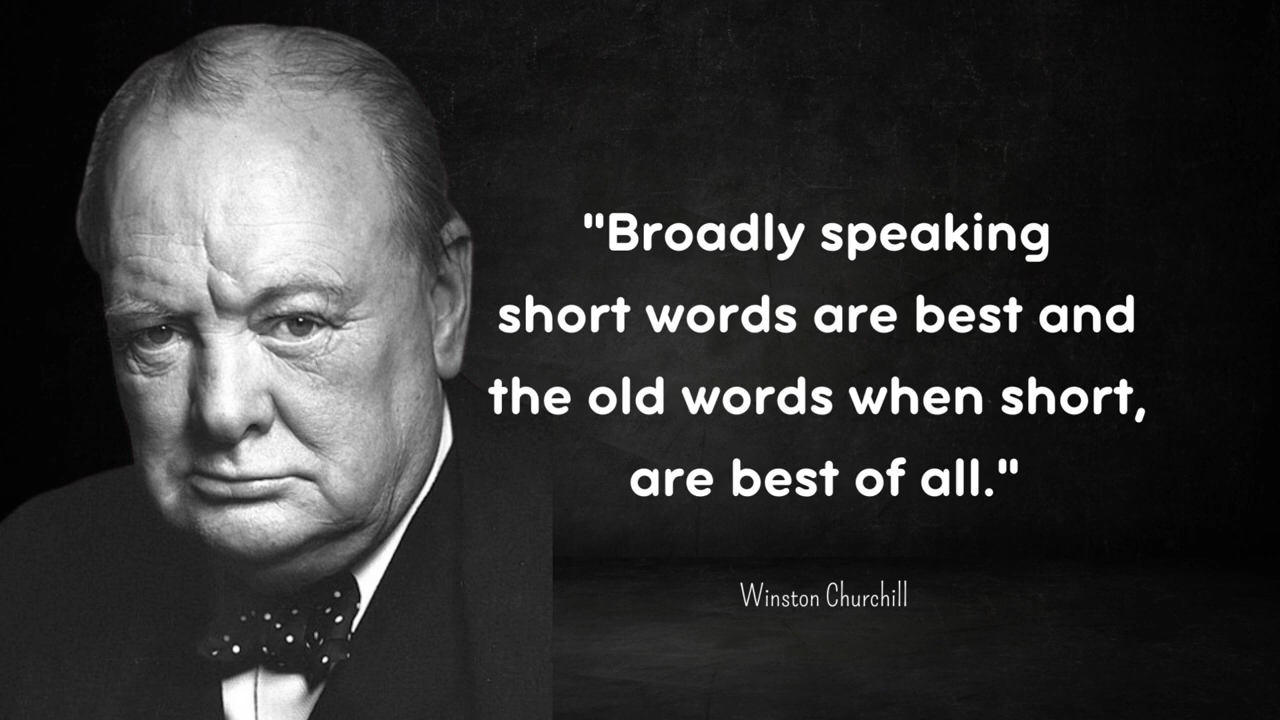 "Broadly speaking
short words are best and
the old words when short,
are best of all."
Winston Churchill